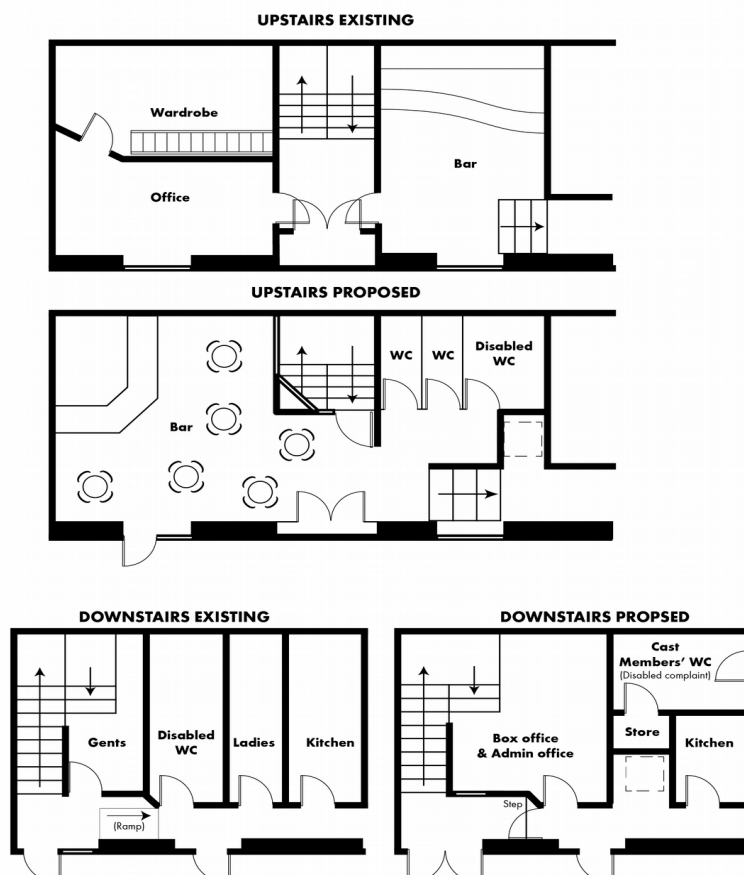 UPSTAIRS EXISTING
Wardrobe
Office
Bar
UPSTAIRS PROPOSED
WC
WC
Disabled
WC
Bar
DOWNSTAIRS EXISTING
Gents
Disabled
WC
Ladies
Kitchen
(Ramp)
DOWNSTAIRS PROPSED
Cast
Members' WC
(Disabled complaint)
Store
Kitchen
Box office
& Admin office
Step